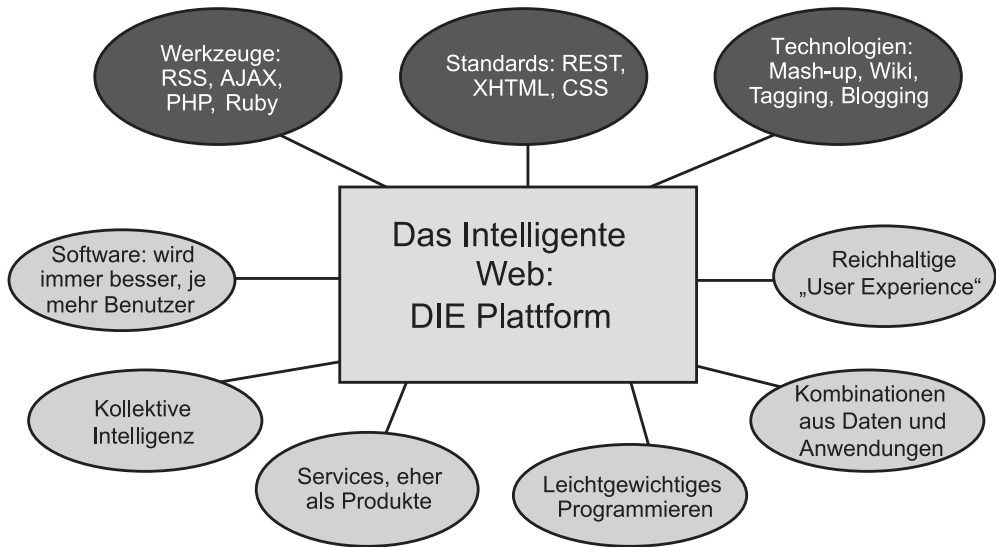 Werkzeuge:
RSS, AJAX,
PHP, Ruby
Standards: REST,
XHTML, CSS
Technologien:
Mash-up, Wiki,
Tagging, Blogging
Das Intelligente
Web:
DIE Plattform
Software: wird
immer besser, je
mehr Benutzer
Reichhaltige
„User Experience“
Kollektive
Intelligenz
Services, eher
als Produkte
Leichtgewichtiges
Programmieren
Kombinationen
aus Daten und
Anwendungen